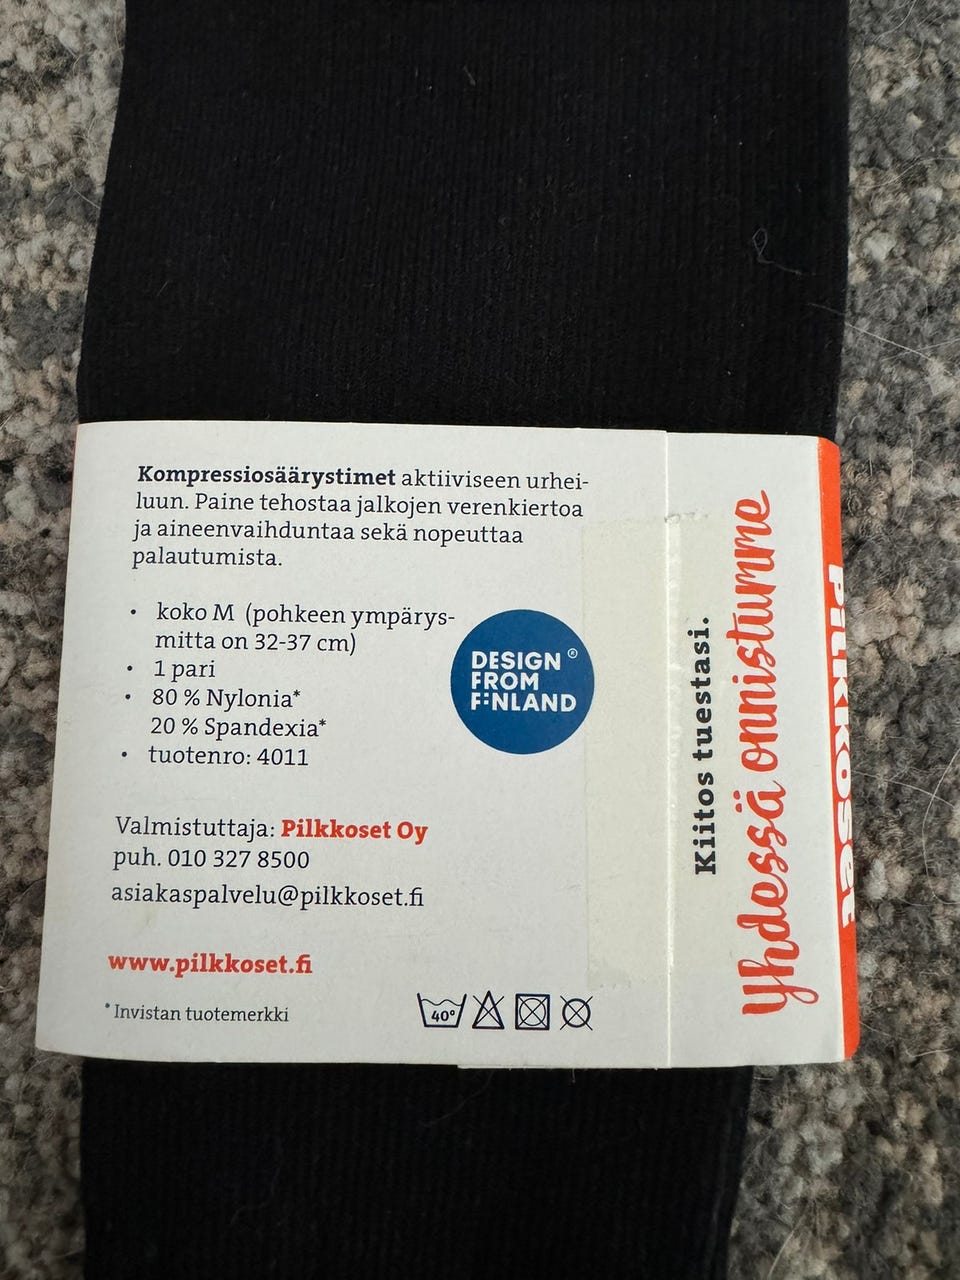 Kompressiosäärystimet aktiiviseen urhei-
luun. Paine tehostaa jalkojen verenkiertoa
ja aineenvaihduntaa sekä nopeuttaa
palautumista.
• koko M (pohkeen ympärys-
mitta on 32-37 cm)
• 1 pari
• 80 % Nylonia*
20 % Spandexia*
• tuotenro: 4011
DESIGN ®
FROM
FINLAND
Valmistuttaja: Pilkkoset Oy
puh. 010 327 8500
asiakaspalvelu@pilkkoset.fi
www.pilkkoset.fi
* Invistan tuotemerkki
40°
Kiitos tuestasi.
Yhdessä onnistumme
Pilkkoset